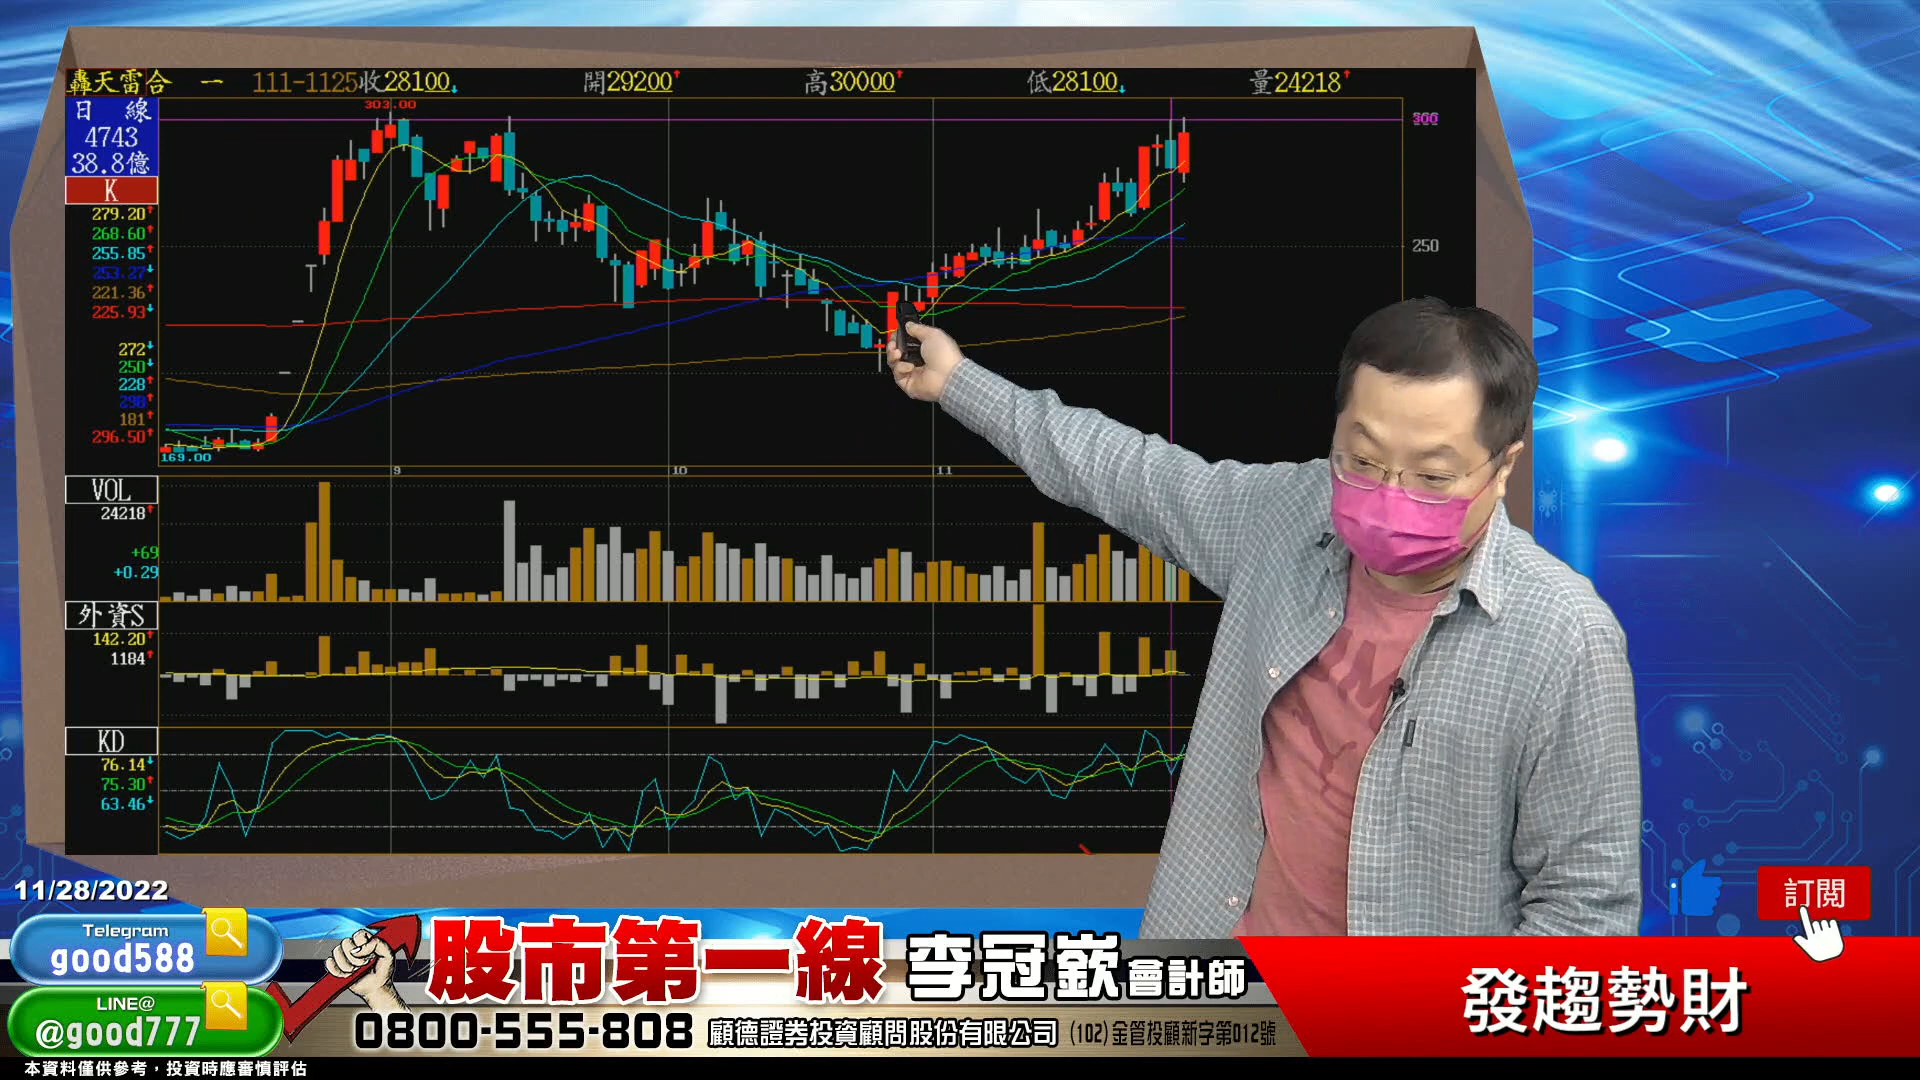 轟天雷合 一 111-1125收28100↓ 開29200↑ 高30000↑ 低28100↓ 量24218↑
日 線
4743
38.8億
K
279.20↑
268.60↑
255.85↑
253.27↓
221.36↑
225.93↓
272↓
250↓
228↑
298↑
181↑
296.50↑
303.00
300
250
169.00
9 10 11
VOL
24218↑
+69
+0.29
外資S
142.20↑
1184↑
KD
76.14↓
75.30↑
63.46↓
11/28/2022
Telegram
good588
LINE@
@good777
股市第一線 李冠嶔會計師
0800-555-808 顧德證券投資顧問股份有限公司 (102)金管投顧新字第012號
訂閱
發趨勢財
本資料僅供參考，投資時應審慎評估